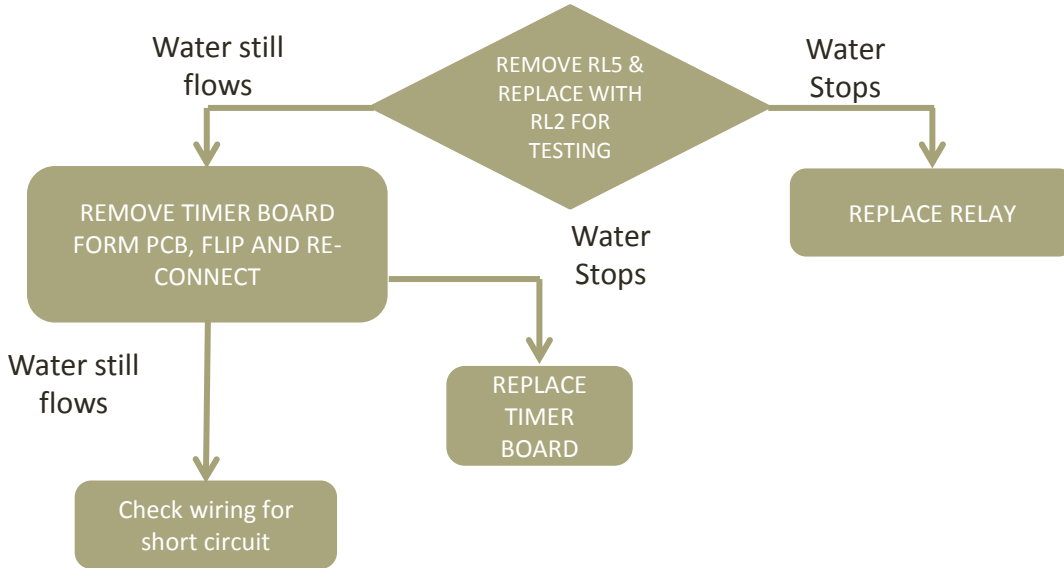 Water still
flows
REMOVE RL5 &
REPLACE WITH
RL2 FOR
TESTING
Water
Stops
REMOVE TIMER BOARD
FORM PCB, FLIP AND RE-
CONNECT
REPLACE RELAY
Water
Stops
Water still
flows
REPLACE
TIMER
BOARD
Check wiring for
short circuit